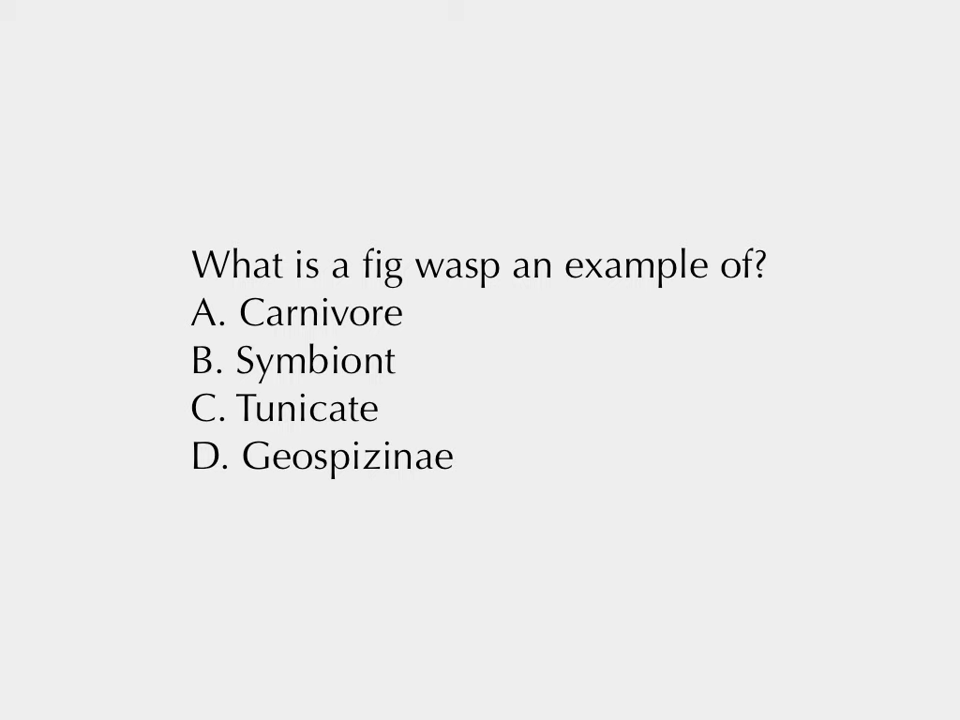 What is a fig wasp an example of?
A. Carnivore
B. Symbiont
C. Tunicate
D. Geospizinae